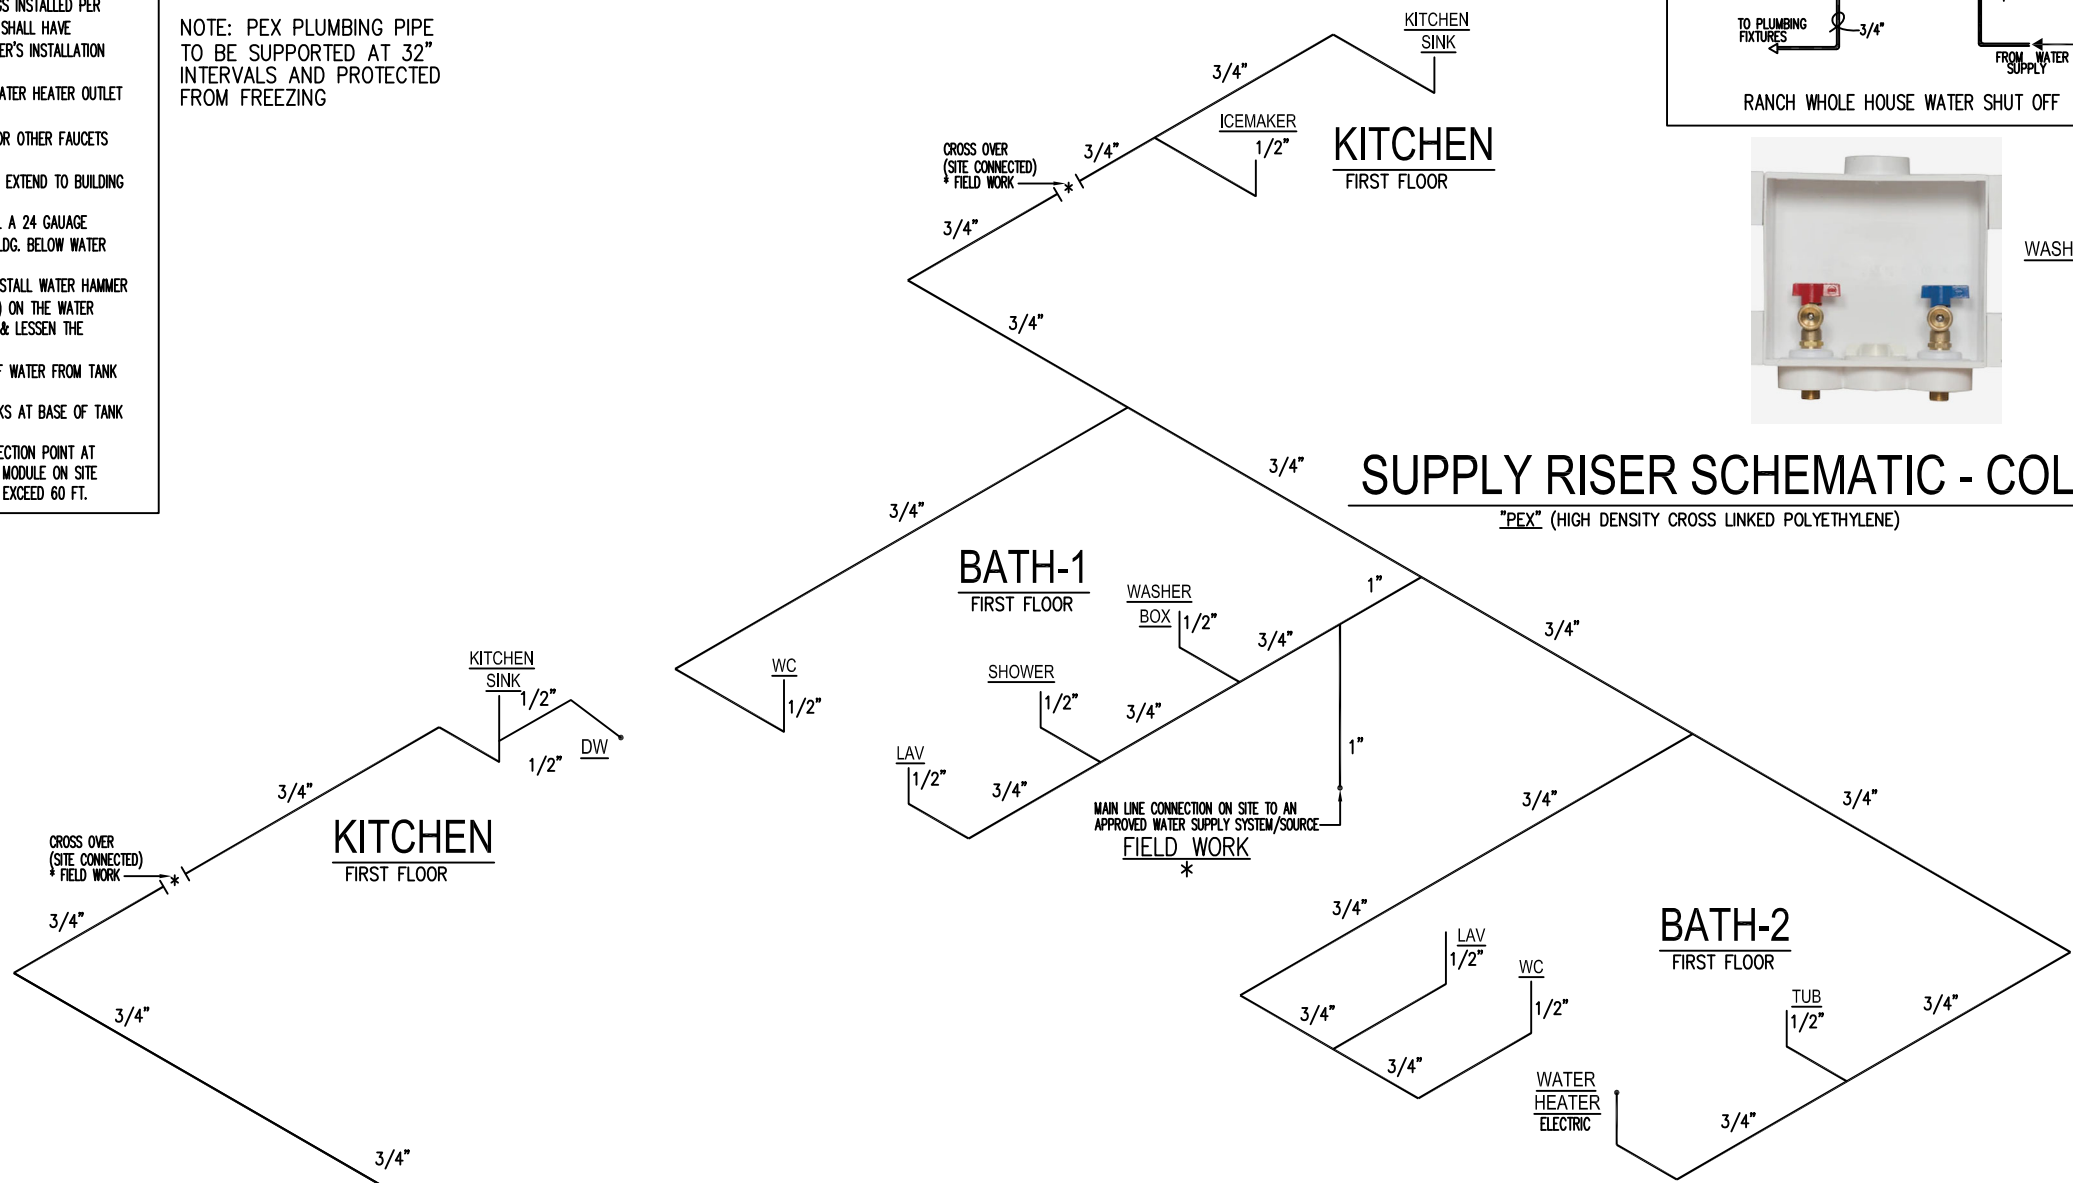 SS INSTALLED PER
SHALL HAVE
ER'S INSTALLATION
ATER HEATER OUTLET
OR OTHER FAUCETS
EXTEND TO BUILDING
A 24 GAUAGE
LDG. BELOW WATER
STALL WATER HAMMER
) ON THE WATER
& LESSEN THE
F WATER FROM TANK
KS AT BASE OF TANK
ECTION POINT AT
MODULE ON SITE
EXCEED 60 FT.
NOTE: PEX PLUMBING PIPE
TO BE SUPPORTED AT 32"
INTERVALS AND PROTECTED
FROM FREEZING
KITCHEN
SINK
3/4"
ICEMAKER
1/2"
3/4"
CROSS OVER
(SITE CONNECTED)
* FIELD WORK
*
KITCHEN
FIRST FLOOR
3/4"
3/4"
TO PLUMBING
FIXTURES
3/4"
FROM WATER
SUPPLY
RANCH WHOLE HOUSE WATER SHUT OFF
WASH
3/4"
SUPPLY RISER SCHEMATIC - COL
"PEX" (HIGH DENSITY CROSS LINKED POLYETHYLENE)
3/4"
BATH-1
FIRST FLOOR
WASHER
BOX
1/2"
1"
3/4"
3/4"
WC
1/2"
SHOWER
1/2"
3/4"
LAV
1/2"
3/4"
1"
MAIN LINE CONNECTION ON SITE TO AN
APPROVED WATER SUPPLY SYSTEM/SOURCE
FIELD WORK
*
KITCHEN
SINK
1/2"
1/2"
DW
3/4"
KITCHEN
FIRST FLOOR
CROSS OVER
(SITE CONNECTED)
* FIELD WORK
*
3/4"
3/4"
3/4"
3/4"
3/4"
3/4"
BATH-2
FIRST FLOOR
LAV
1/2"
WC
1/2"
3/4"
3/4"
TUB
1/2"
3/4"
WATER
HEATER
ELECTRIC
3/4"